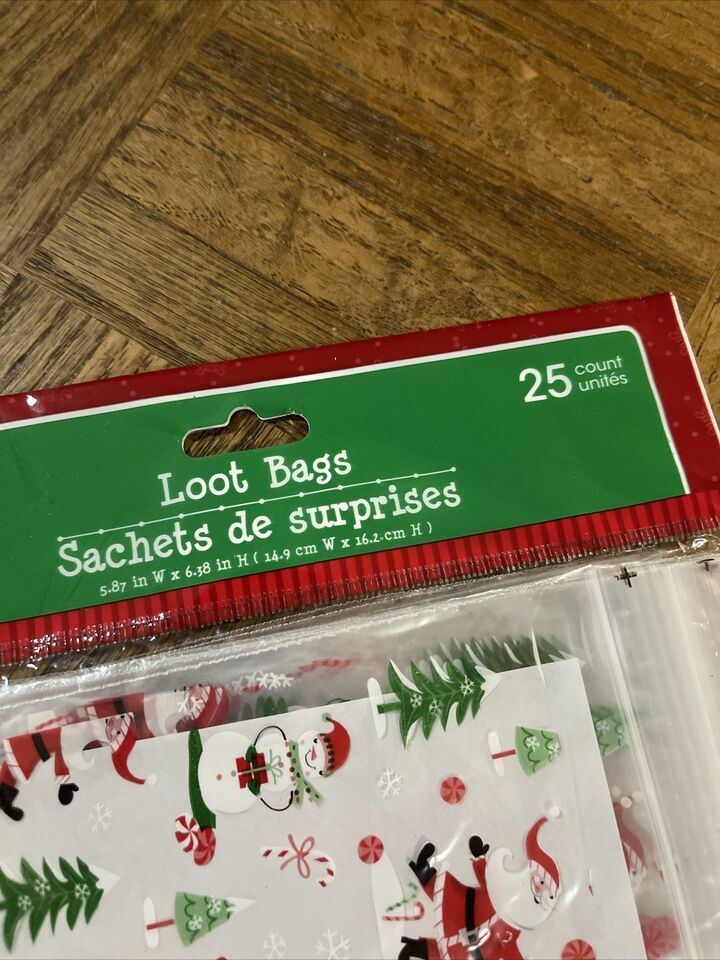 25 count
unités
Loot Bags
Sachets de surprises
5.87 in W x 6.38 in H ( 14.9 cm W x 16.2 cm H )